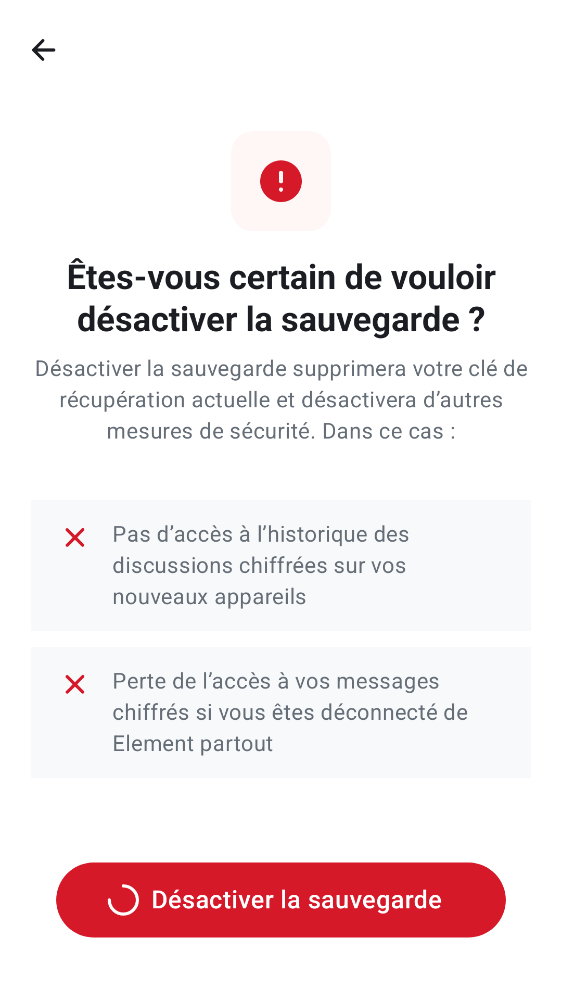 Êtes-vous certain de vouloir
désactiver la sauvegarde ?
Désactiver la sauvegarde supprimera votre clé de
récupération actuelle et désactivera d’autres
mesures de sécurité. Dans ce cas :
Pas d’accès à l’historique des
discussions chiffrées sur vos
nouveaux appareils
Perte de l’accès à vos messages
chiffrés si vous êtes déconnecté de
Element partout
Désactiver la sauvegarde